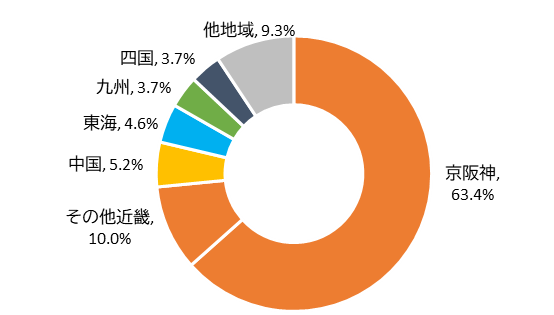 他地域, 9.3%
四国, 3.7%
九州, 3.7%
東海, 4.6%
中国, 5.2%
その他近畿,
10.0%
京阪神,
63.4%